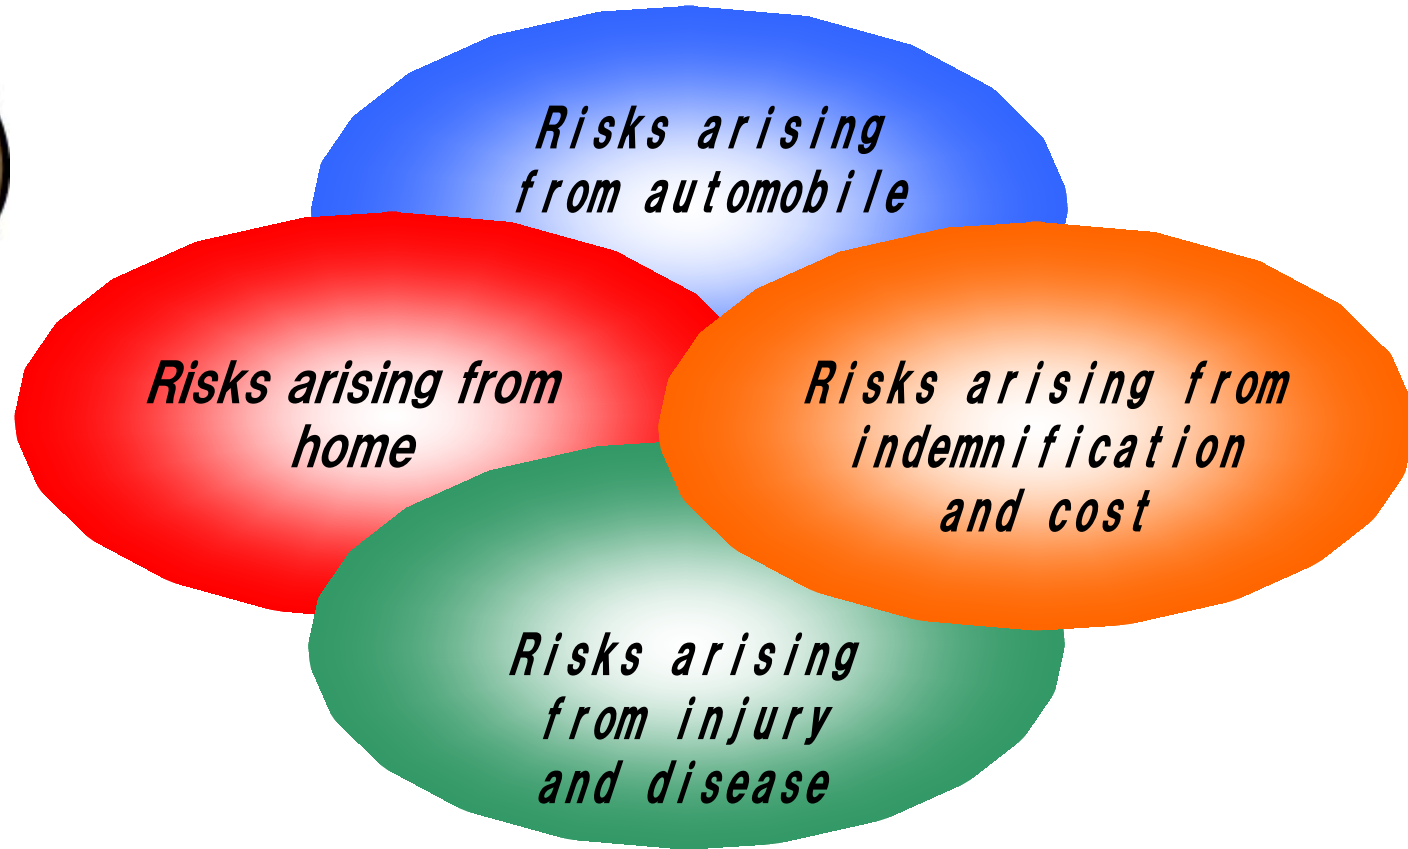 Risks arising
from automobile
Risks arising from
home
Risks arising from
indemnification
and cost
Risks arising
from injury
and disease